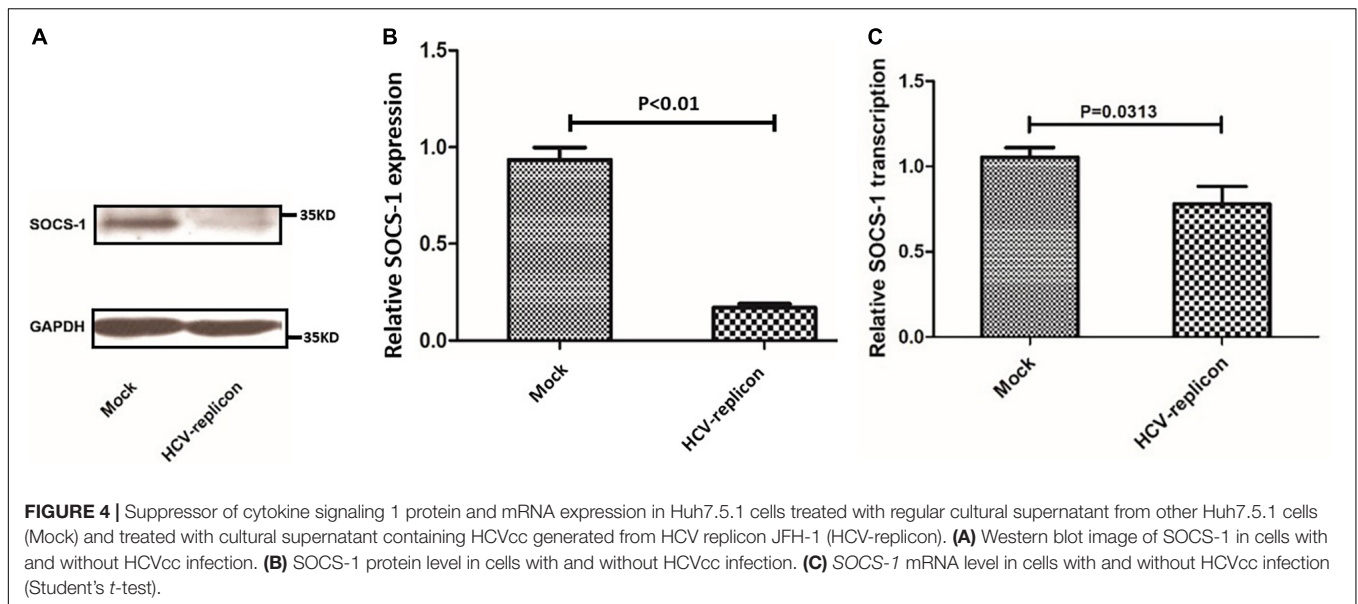 A
SOCS-1
35KD
GAPDH
35KD
Mock
HCV-replicon
B
Relative SOCS-1 expression
1.5
1.0
0.5
0.0
P<0.01
Mock
HCV-replicon
C
Relative SOCS-1 transcription
1.5
1.0
0.5
0.0
P=0.0313
Mock
HCV-replicon
FIGURE 4 | Suppressor of cytokine signaling 1 protein and mRNA expression in Huh7.5.1 cells treated with regular cultural supernatant from other Huh7.5.1 cells
(Mock) and treated with cultural supernatant containing HCVcc generated from HCV replicon JFH-1 (HCV-replicon). (A) Western blot image of SOCS-1 in cells with
and without HCVcc infection. (B) SOCS-1 protein level in cells with and without HCVcc infection. (C) SOCS-1 mRNA level in cells with and without HCVcc infection
(Student's t-test).